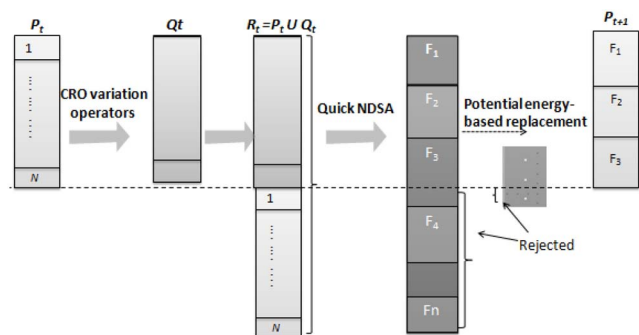 Pt
Qt
Rt =Pt U Qt
Pt+1
1
N
CRO variation
operators
1
N
Quick NDSA
F1
F2
F3
F4
Fn
Potential energy-
based replacement
Rejected
F1
F2
F3